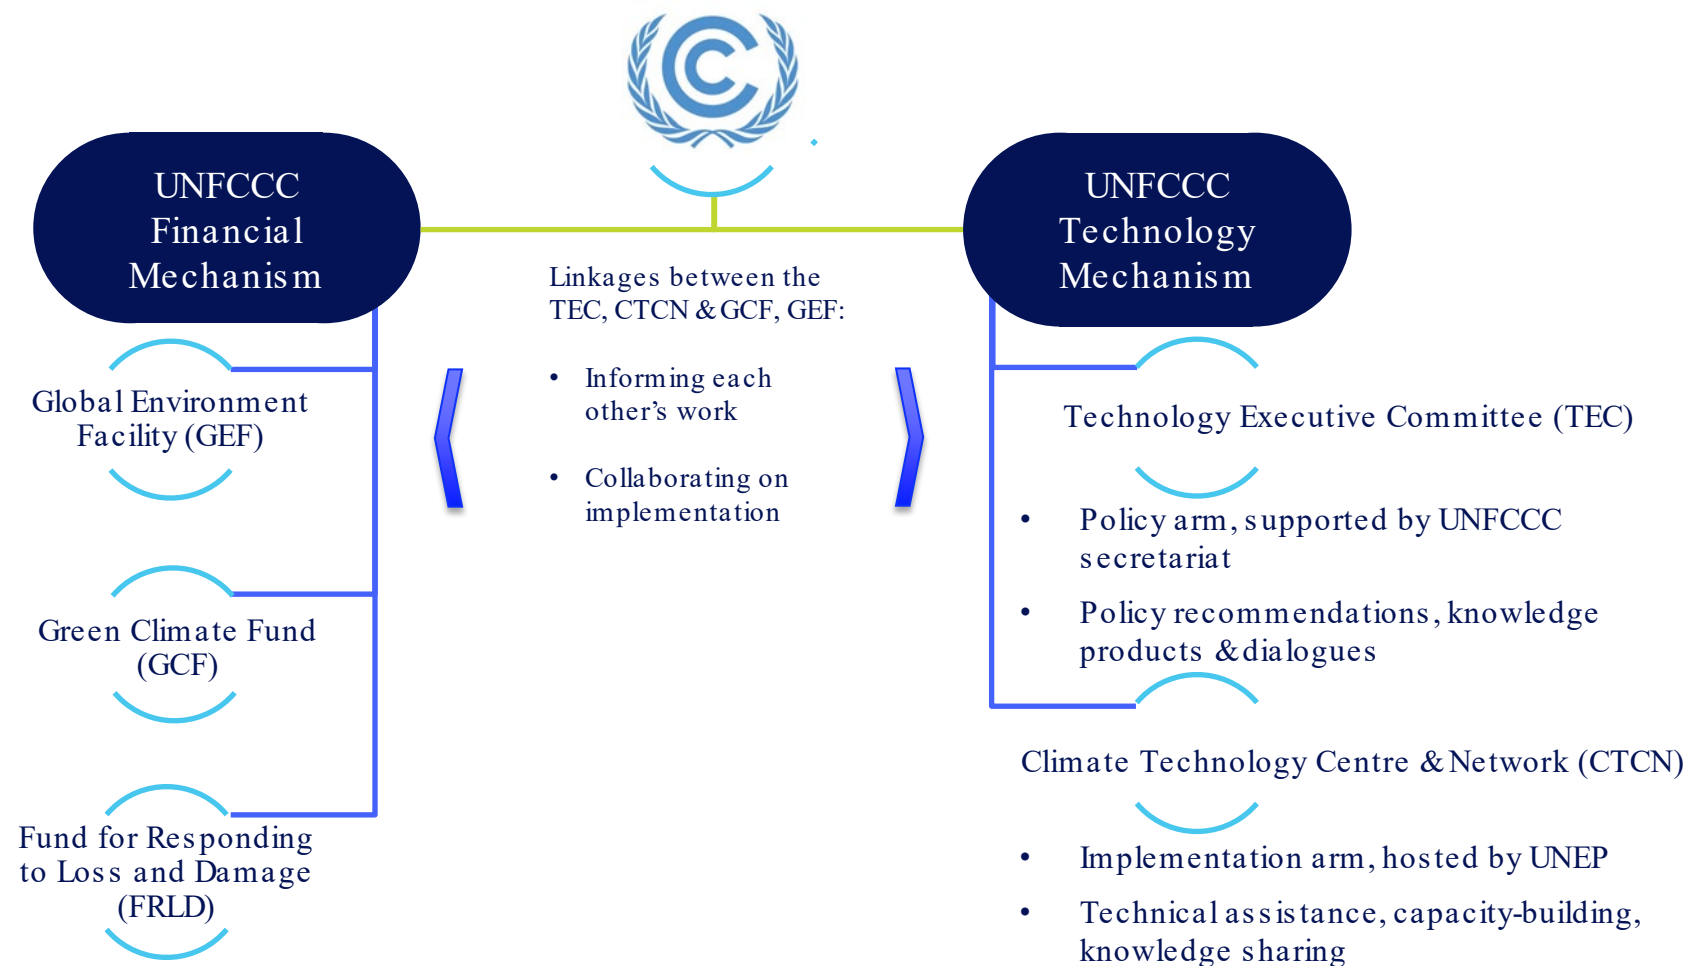 UNFCCC
Financial
Mechanism
Global Environment
Facility (GEF)
Green Climate Fund
(GCF)
Fund for Responding
to Loss and Damage
(FRLD)
Linkages between the
TEC, CTCN & GCF, GEF:
• Informing each
other’s work
• Collaborating on
implementation
UNFCCC
Technology
Mechanism
Technology Executive Committee (TEC)
• Policy arm, supported by UNFCCC
secretariat
• Policy recommendations, knowledge
products & dialogues
Climate Technology Centre & Network (CTCN)
• Implementation arm, hosted by UNEP
• Technical assistance, capacity-building,
knowledge sharing